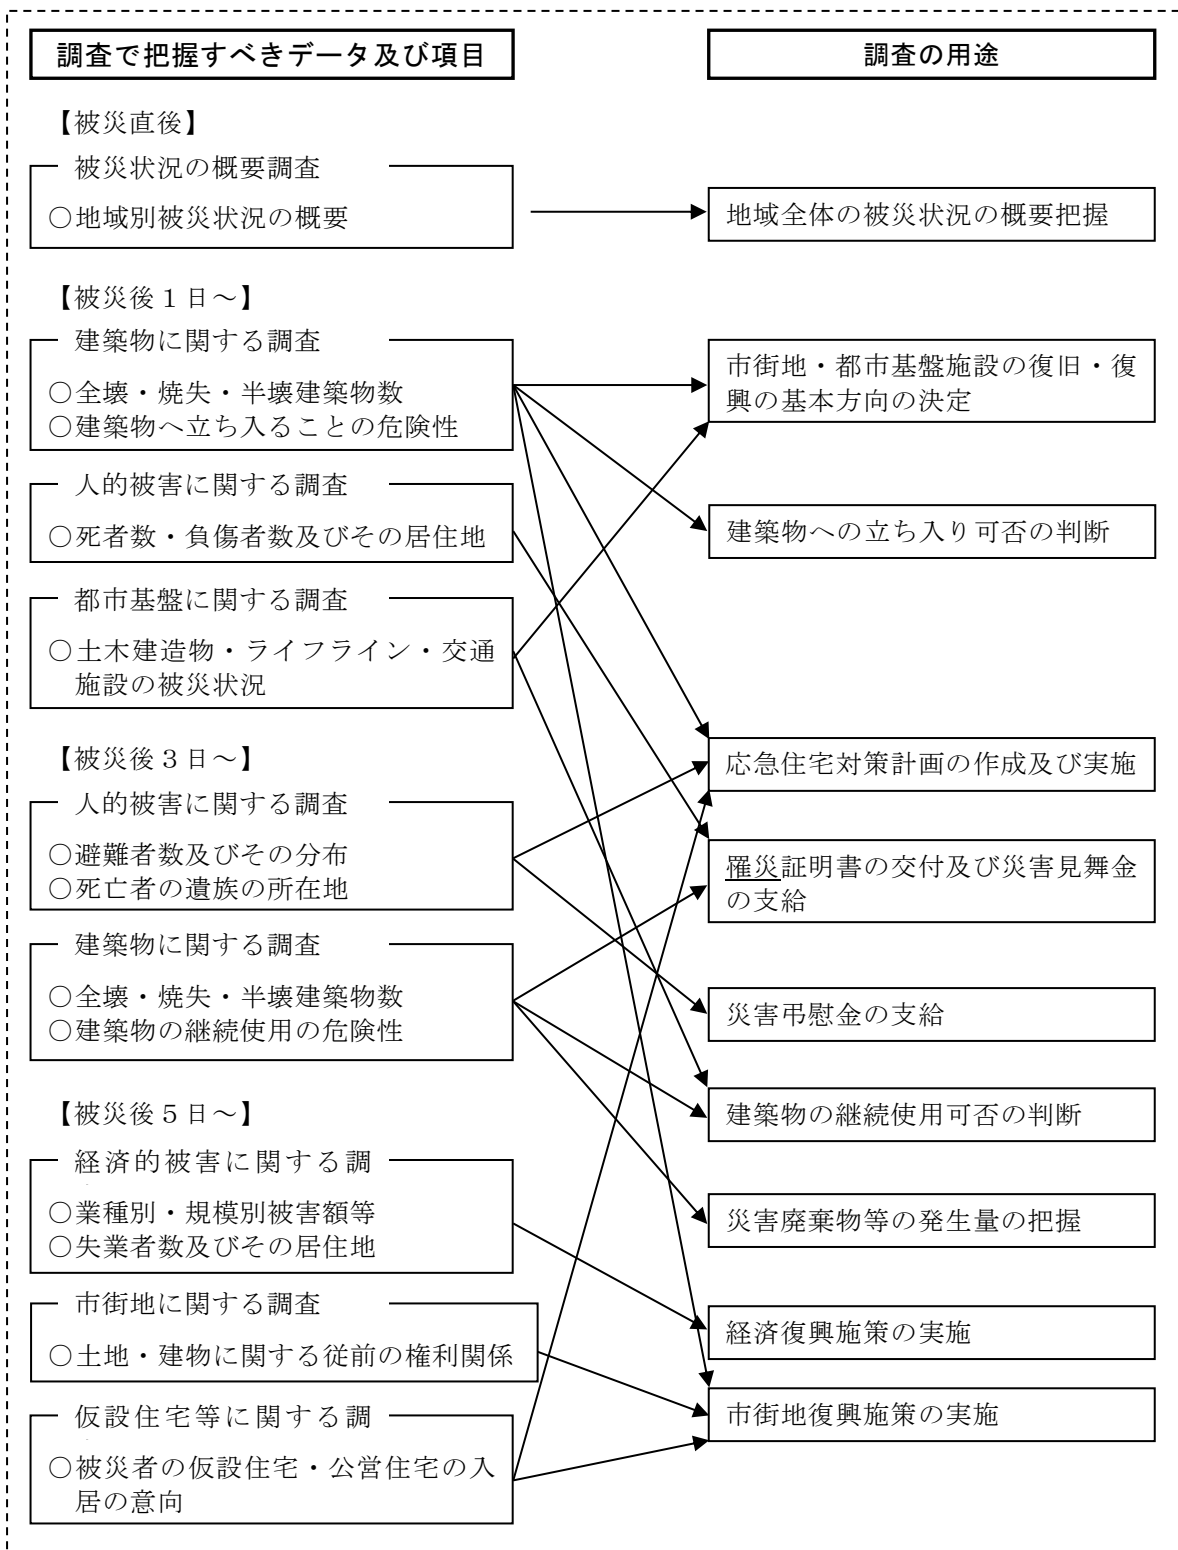 調査で把握すべきデータ及び項目
調査の用途
【被災直後】
被災状況の概要調査
○地域別被災状況の概要
地域全体の被災状況の概要把握
【被災後１日～】
建築物に関する調査
○全壊・焼失・半壊建築物数
○建築物へ立ち入ることの危険性
市街地・都市基盤施設の復旧・復
興の基本方向の決定
人的被害に関する調査
○死者数・負傷者数及びその居住地
建築物への立ち入り可否の判断
都市基盤に関する調査
○土木建造物・ライフライン・交通
施設の被災状況
【被災後３日～】
応急住宅対策計画の作成及び実施
人的被害に関する調査
○避難者数及びその分布
○死亡者の遺族の所在地
罹災証明書の交付及び災害見舞金
の支給
建築物に関する調査
○全壊・焼失・半壊建築物数
○建築物の継続使用の危険性
災害弔慰金の支給
【被災後５日～】
建築物の継続使用可否の判断
経済的被害に関する調
○業種別・規模別被害額等
○失業者数及びその居住地
災害廃棄物等の発生量の把握
市街地に関する調査
○土地・建物に関する従前の権利関係
経済復興施策の実施
仮設住宅等に関する調
○被災者の仮設住宅・公営住宅の入
居の意向
市街地復興施策の実施